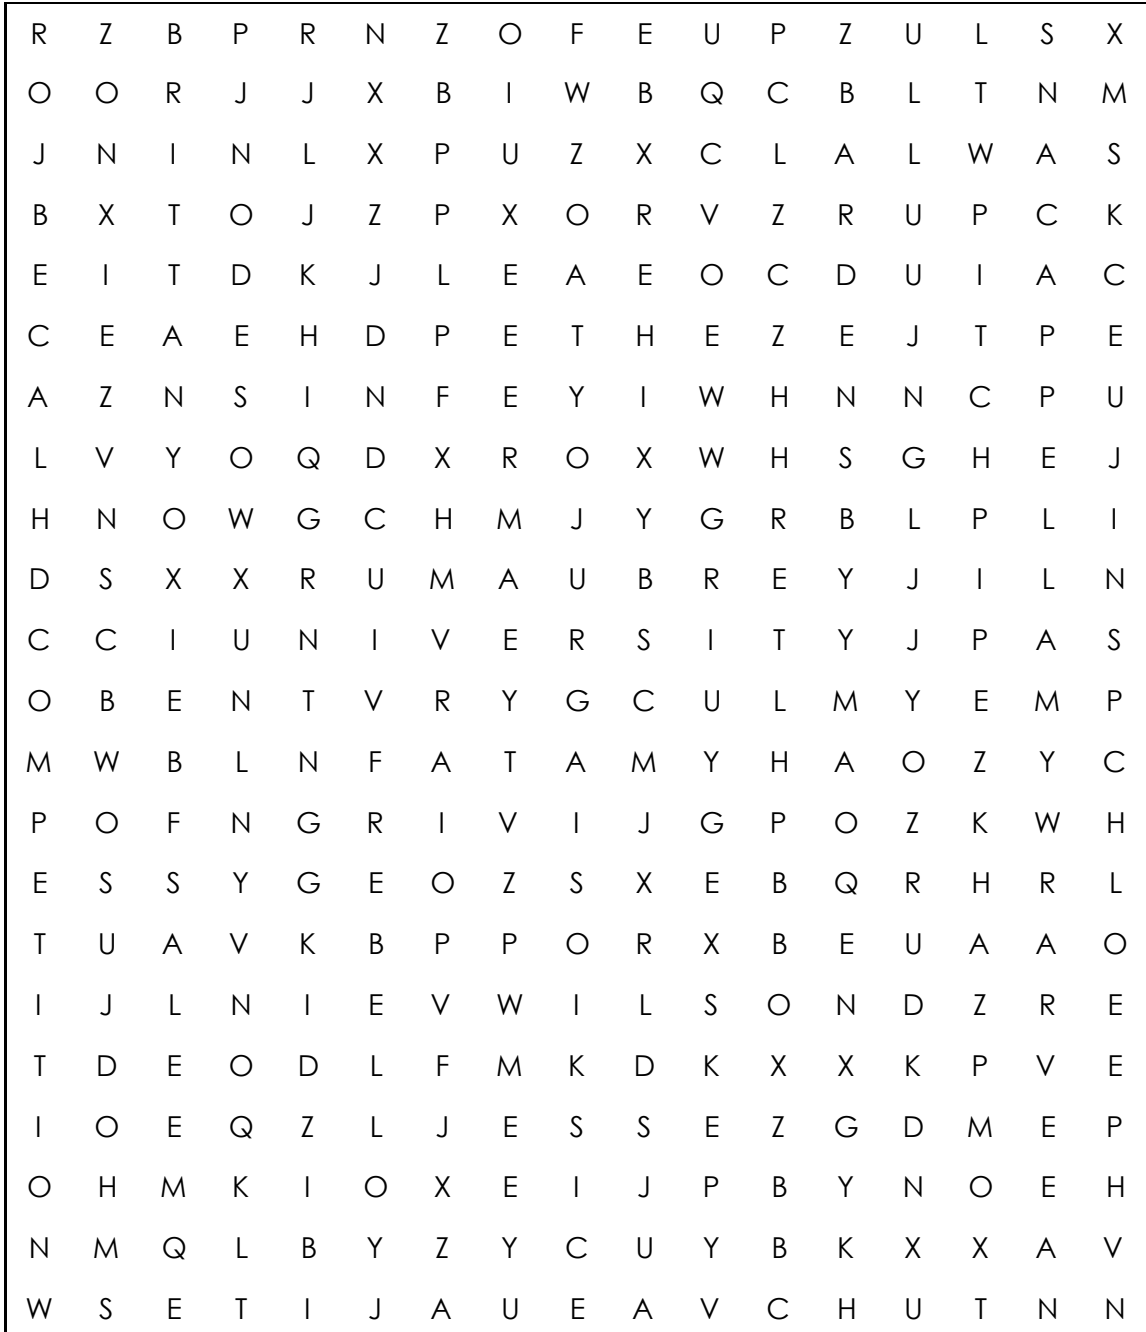 R Z B P R N Z O F E U P Z U L S X
O O R J J X B I W B Q C B L T N M
J N I N L X P U Z X C L A L W A S
B X T O J Z P X O R V Z R U P C K
E I T D K J L E A E O C D U I A C
C E A E H D P E T H E Z E J T P E
A Z N S I N F E Y I W H N N C P U
L V Y O Q D X R O X W H S G H E J
H N O W G C H M J Y G R B L P L I
D S X X R U M A U B R E Y J I L N
C C I U N I V E R S I T Y J P A S
O B E N T V R Y G C U L M Y E M P
M W B L N F A T A M Y H A O Z Y C
P O F N G R I V I J G P O Z K W H
E S S Y G E O Z S X E B Q R H R L
T U A V K B P P O R X B E U A A O
I J L N I E V W I L S O N D Z R E
T D E O D L F M K D K X X K P V E
I O E Q Z L J E S S E Z G D M E P
O H M K I O X E I J P B Y N O E H
N M Q L B Y Z Y C U Y B K X X A V
W S E T I J A U E A V C H U T N N